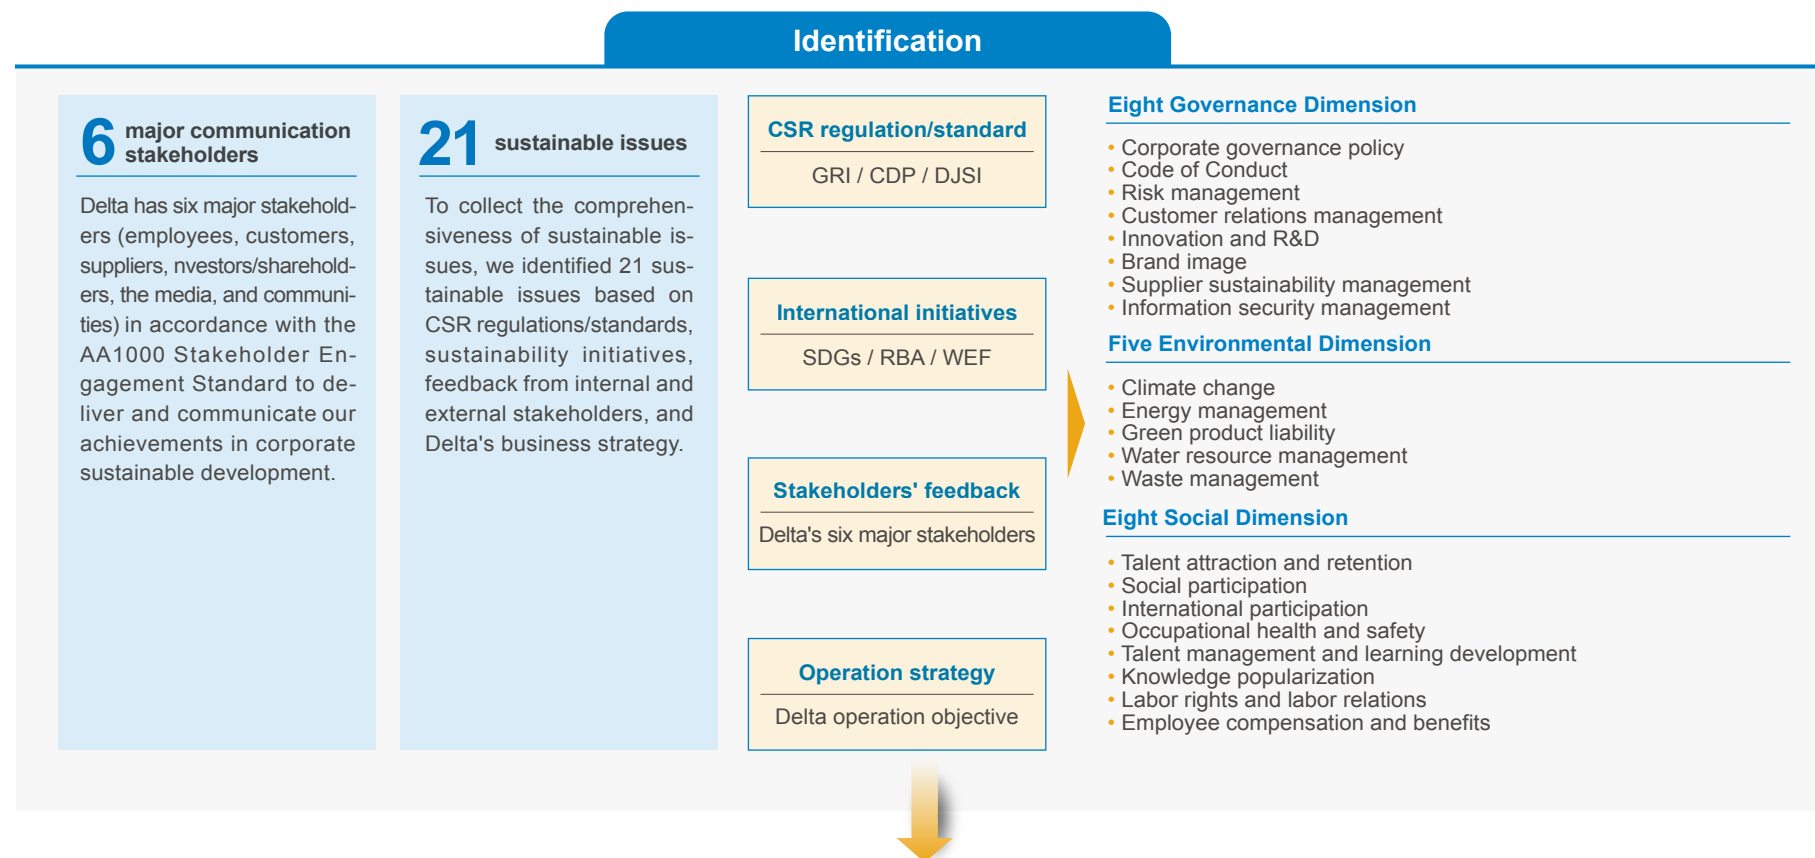 Identification
6 major communication
stakeholders
Delta has six major stakehold-
ers (employees, customers,
suppliers, nvestors/sharehold-
ers, the media, and communi-
ties) in accordance with the
AA1000 Stakeholder En-
gagement Standard to de-
liver and communicate our
achievements in corporate
sustainable development.
21 sustainable issues
To collect the comprehen-
siveness of sustainable is-
sues, we identified 21 sus-
tainable issues based on
CSR regulations/standards,
sustainability initiatives,
feedback from internal and
external stakeholders, and
Delta's business strategy.
CSR regulation/standard
GRI / CDP / DJSI
International initiatives
SDGs / RBA / WEF
Stakeholders' feedback
Delta's six major stakeholders
Operation strategy
Delta operation objective
Eight Governance Dimension
• Corporate governance policy
• Code of Conduct
• Risk management
• Customer relations management
• Innovation and R&D
• Brand image
• Supplier sustainability management
• Information security management
Five Environmental Dimension
• Climate change
• Energy management
• Green product liability
• Water resource management
• Waste management
Eight Social Dimension
• Talent attraction and retention
• Social participation
• International participation
• Occupational health and safety
• Talent management and learning development
• Knowledge popularization
• Labor rights and labor relations
• Employee compensation and benefits